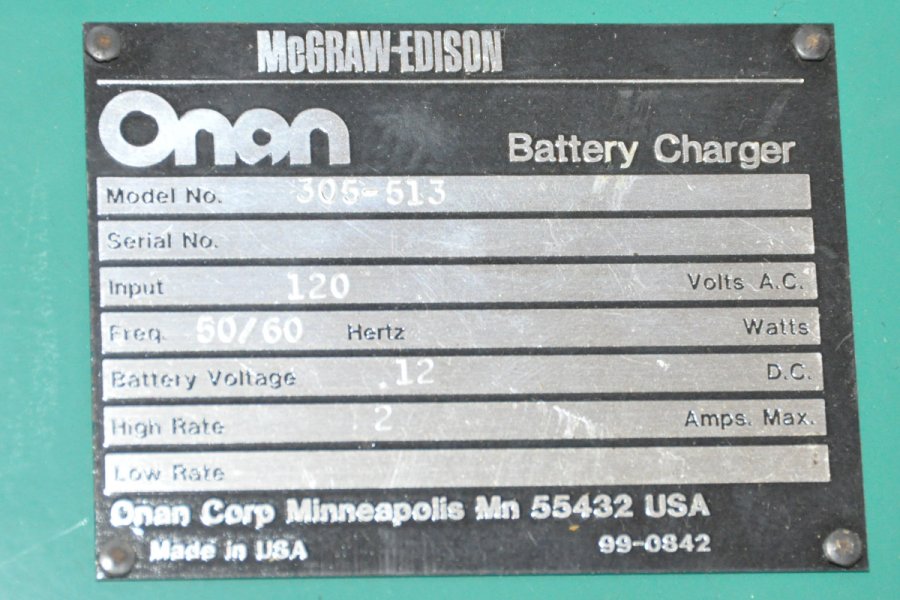 McGRAW-EDISON
Onan
Battery Charger
Model No. 305-513
Serial No.
Input 120 Volts A.C.
Freq. 50/60 Hertz Watts
Battery Voltage 12 D.C.
High Rate 2 Amps. Max.
Low Rate
Onan Corp Minneapolis Mn 55432 USA
Made in USA 99-0842